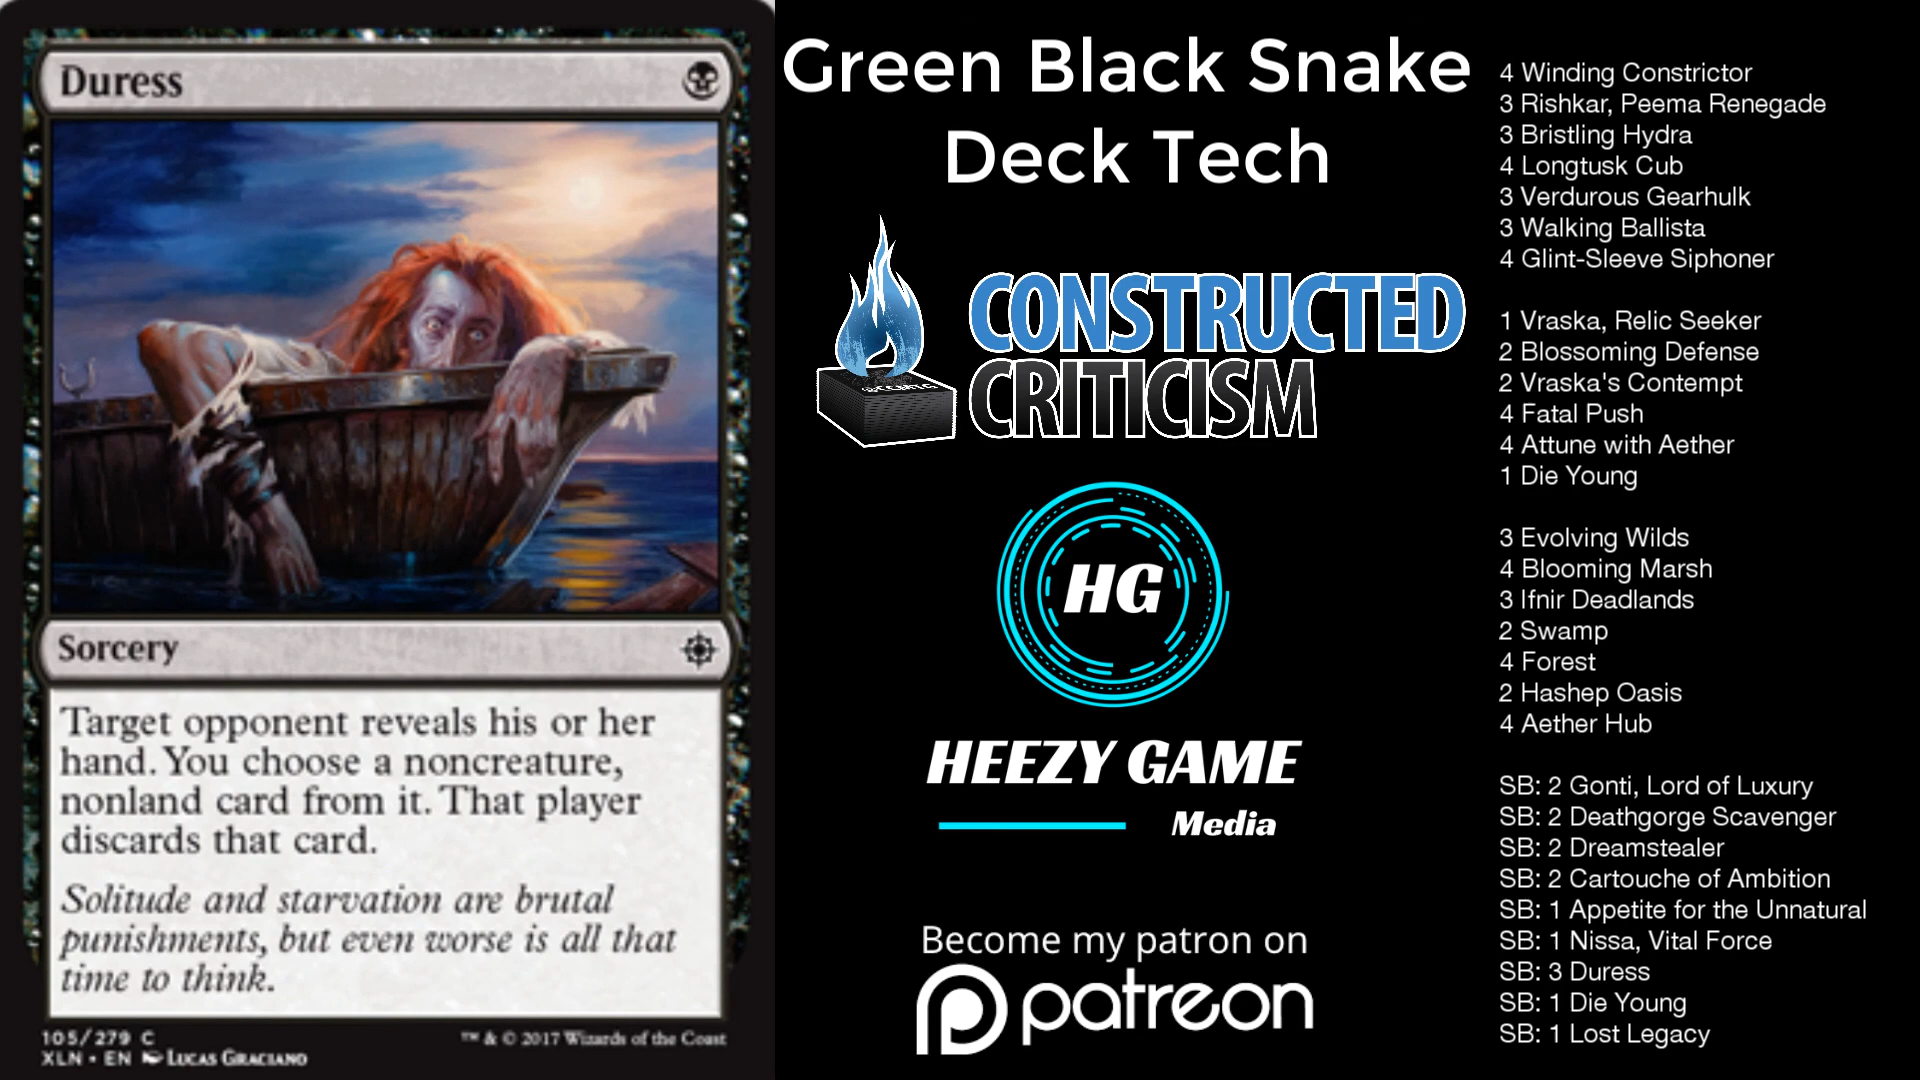 Duress
Sorcery
Target opponent reveals his or her
hand. You choose a noncreature,
nonland card from it. That player
discards that card.
Solitude and starvation are brutal
punishments, but even worse is all that
time to think.
105/279 C
XLN • EN Lucas Graciano
™ & © 2017 Wizards of the Coast
Green Black Snake
Deck Tech
CONSTRUCTED
CRITICISM
HG
HEEZY GAME
Media
Become my patron on
patreon
4 Winding Constrictor
3 Rishkar, Peema Renegade
3 Bristling Hydra
4 Longtusk Cub
3 Verdurous Gearhulk
3 Walking Ballista
4 Glint-Sleeve Siphoner
1 Vraska, Relic Seeker
2 Blossoming Defense
2 Vraska's Contempt
4 Fatal Push
4 Attune with Aether
1 Die Young
3 Evolving Wilds
4 Blooming Marsh
3 Ifnir Deadlands
2 Swamp
4 Forest
2 Hashep Oasis
4 Aether Hub
SB: 2 Gonti, Lord of Luxury
SB: 2 Deathgorge Scavenger
SB: 2 Dreamstealer
SB: 2 Cartouche of Ambition
SB: 1 Appetite for the Unnatural
SB: 1 Nissa, Vital Force
SB: 3 Duress
SB: 1 Die Young
SB: 1 Lost Legacy